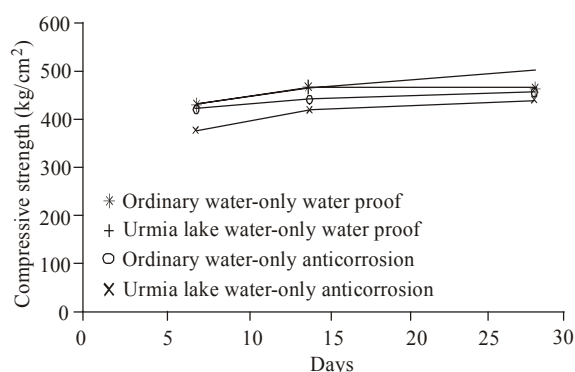 600
500
400
300
200
100
0
Compressive strength (kg/cm²)
Ordinary water-only water proof
Urmia lake water-only water proof
Ordinary water-only anticorrosion
Urmia lake water-only anticorrosion
0 5 10 15 20 25 30
Days